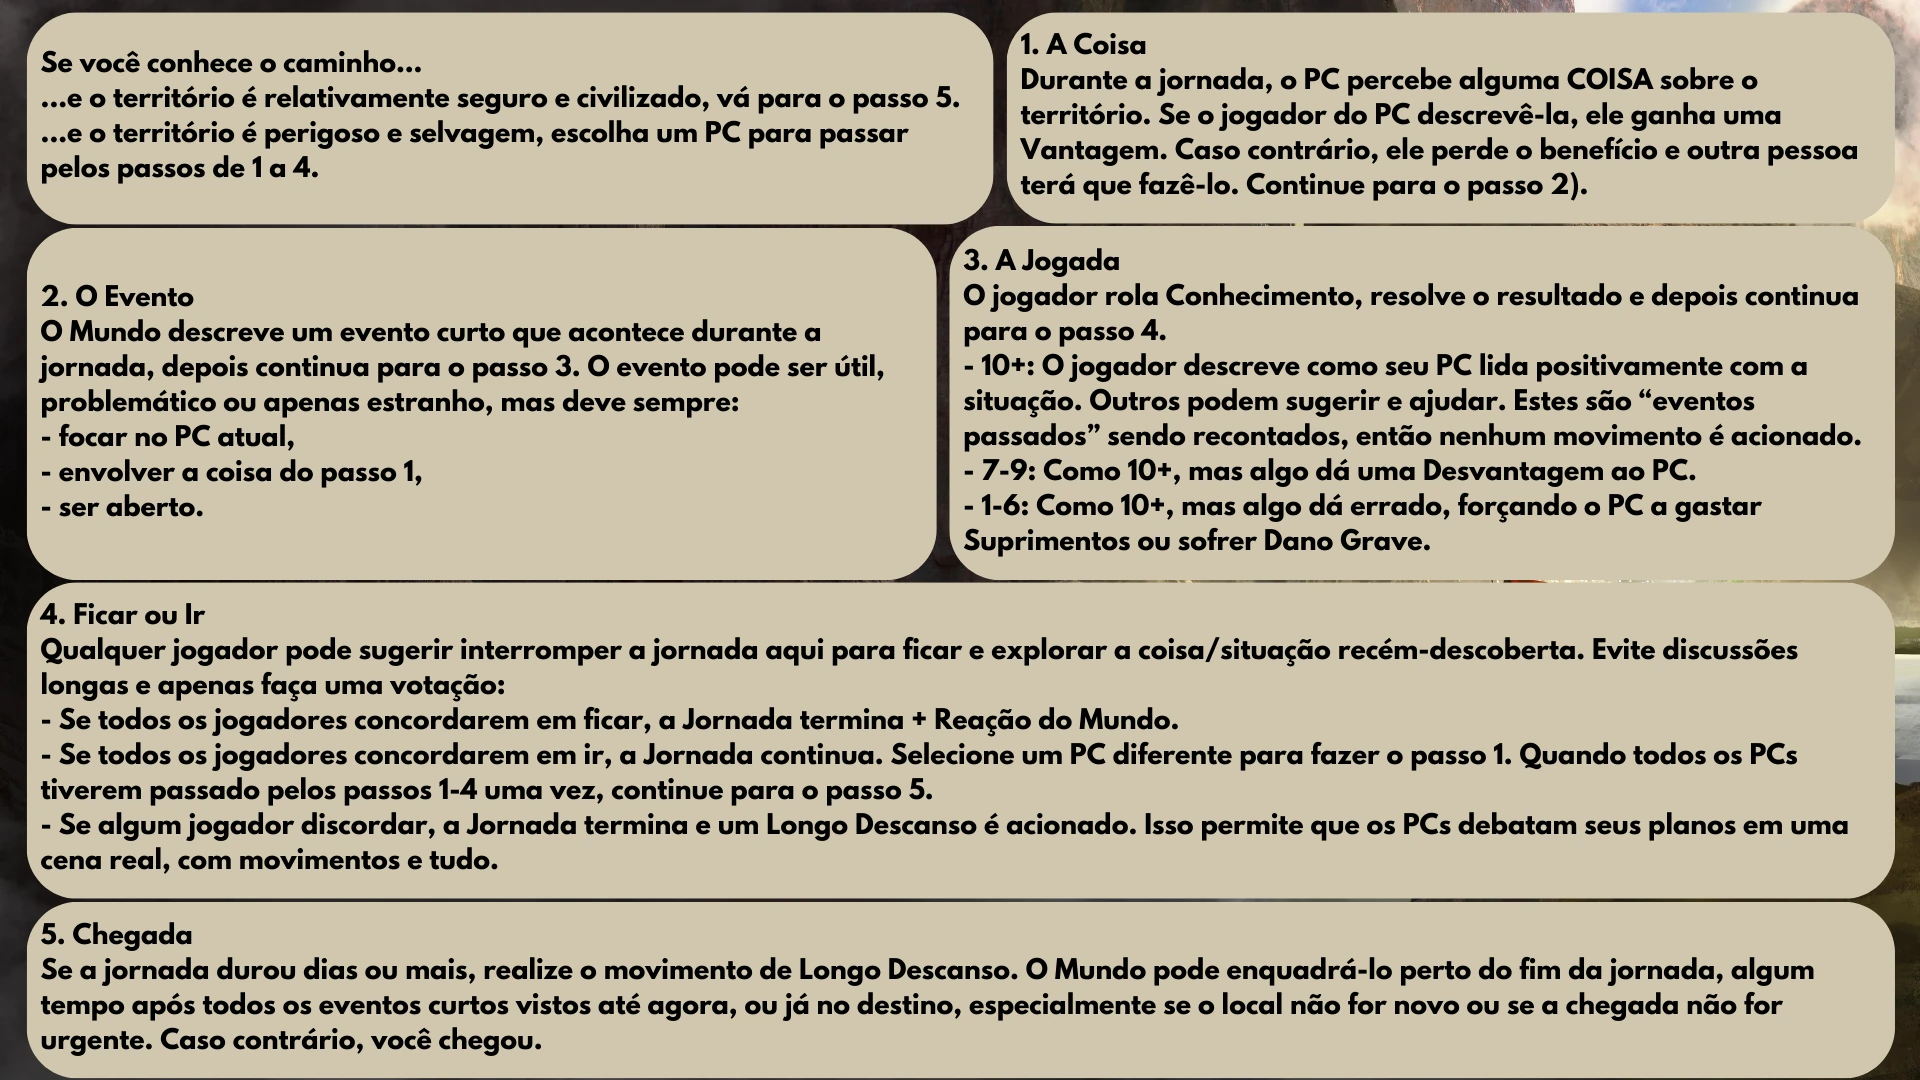 Se você conhece o caminho...
...e o território é relativamente seguro e civilizado, vá para o passo 5.
...e o território é perigoso e selvagem, escolha um PC para passar
pelos passos de 1 a 4.
1. A Coisa
Durante a jornada, o PC percebe alguma COISA sobre o
território. Se o jogador do PC descrevê-la, ele ganha uma
Vantagem. Caso contrário, ele perde o benefício e outra pessoa
terá que fazê-lo. Continue para o passo 2).
2. O Evento
O Mundo descreve um evento curto que acontece durante a
jornada, depois continua para o passo 3. O evento pode ser útil,
problemático ou apenas estranho, mas deve sempre:
- focar no PC atual,
- envolver a coisa do passo 1,
- ser aberto.
3. A Jogada
O jogador rola Conhecimento, resolve o resultado e depois continua
para o passo 4.
- 10+: O jogador descreve como seu PC lida positivamente com a
situação. Outros podem sugerir e ajudar. Estes são “eventos
passados” sendo recontados, então nenhum movimento é acionado.
- 7-9: Como 10+, mas algo dá uma Desvantagem ao PC.
- 1-6: Como 10+, mas algo dá errado, forçando o PC a gastar
Suprimentos ou sofrer Dano Grave.
4. Ficar ou Ir
Qualquer jogador pode sugerir interromper a jornada aqui para ficar e explorar a coisa/situação recém-descoberta. Evite discussões
longas e apenas faça uma votação:
- Se todos os jogadores concordarem em ficar, a Jornada termina + Reação do Mundo.
- Se todos os jogadores concordarem em ir, a Jornada continua. Selecione um PC diferente para fazer o passo 1. Quando todos os PCs
tiverem passado pelos passos 1-4 uma vez, continue para o passo 5.
- Se algum jogador discordar, a Jornada termina e um Longo Descanso é acionado. Isso permite que os PCs debatam seus planos em uma
cena real, com movimentos e tudo.
5. Chegada
Se a jornada durou dias ou mais, realize o movimento de Longo Descanso. O Mundo pode enquadrá-lo perto do fim da jornada, algum
tempo após todos os eventos curtos vistos até agora, ou já no destino, especialmente se o local não for novo ou se a chegada não for
urgente. Caso contrário, você chegou.